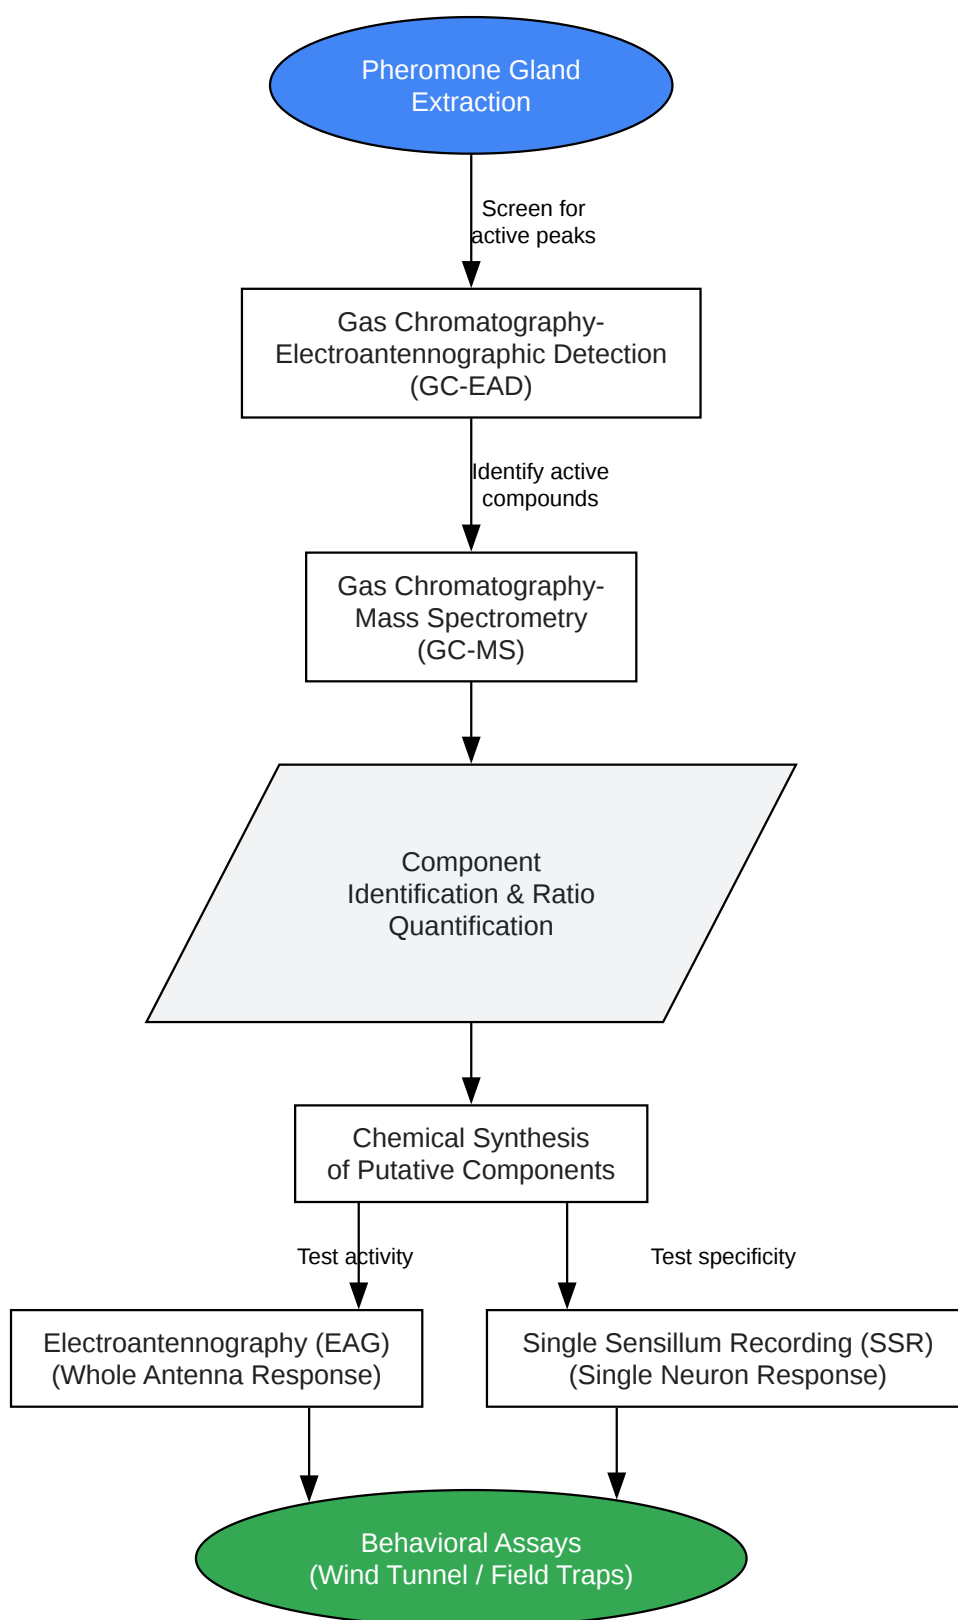 Pheromone Gland
Extraction
Screen for
active peaks
Gas Chromatography-
Electroantennographic Detection
(GC-EAD)
Identify active
compounds
Gas Chromatography-
Mass Spectrometry
(GC-MS)
Component
Identification & Ratio
Quantification
Chemical Synthesis
of Putative Components
Test activity
Test specificity
Electroantennography (EAG)
(Whole Antenna Response)
Single Sensillum Recording (SSR)
(Single Neuron Response)
Behavioral Assays
(Wind Tunnel / Field Traps)